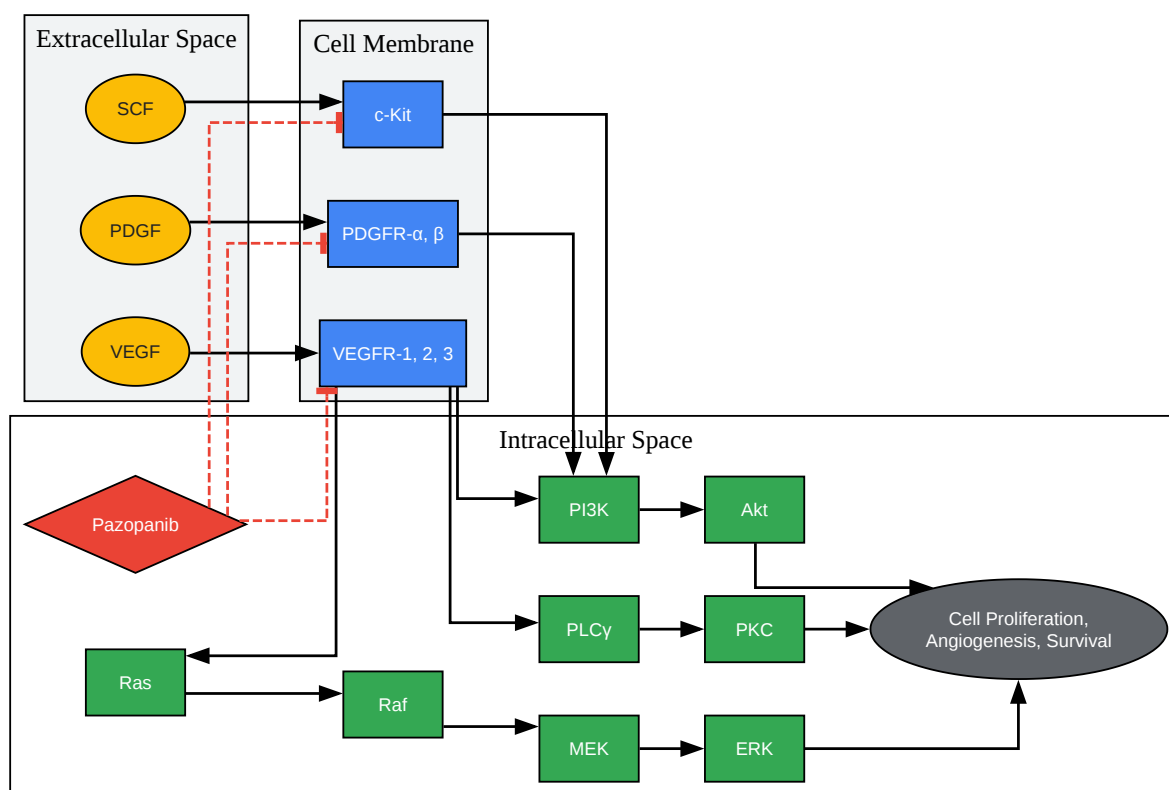 Extracellular Space
Cell Membrane
SCF
c-Kit
PDGF
PDGFR-α, β
VEGF
VEGFR-1, 2, 3
Intracellular Space
Pazopanib
PI3K
Akt
PLCγ
PKC
Cell Proliferation,
Angiogenesis, Survival
Ras
Raf
MEK
ERK